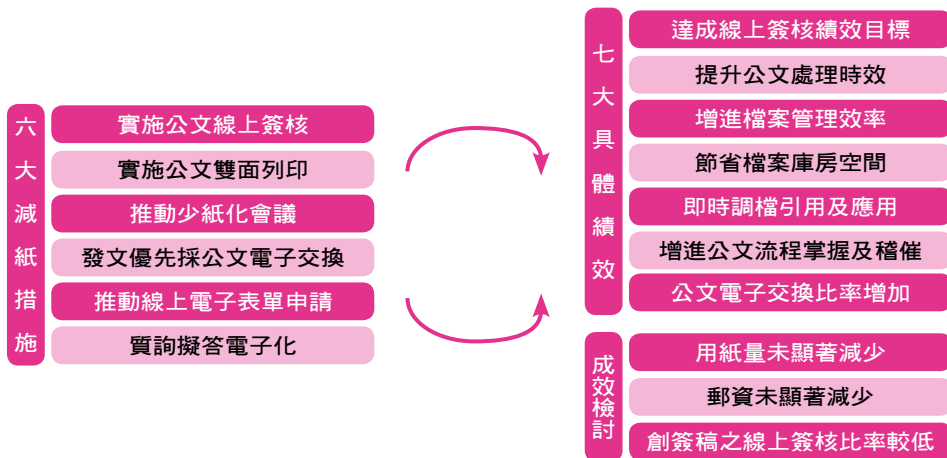 六大減紙措施
實施公文線上簽核
實施公文雙面列印
推動少紙化會議
發文優先採公文電子交換
推動線上電子表單申請
質詢擬答電子化
七大具體績效
達成線上簽核績效目標
提升公文處理時效
增進檔案管理效率
節省檔案庫房空間
即時調檔引用及應用
增進公文流程掌握及稽催
公文電子交換比率增加
成效檢討
用紙量未顯著減少
郵資未顯著減少
創簽稿之線上簽核比率較低